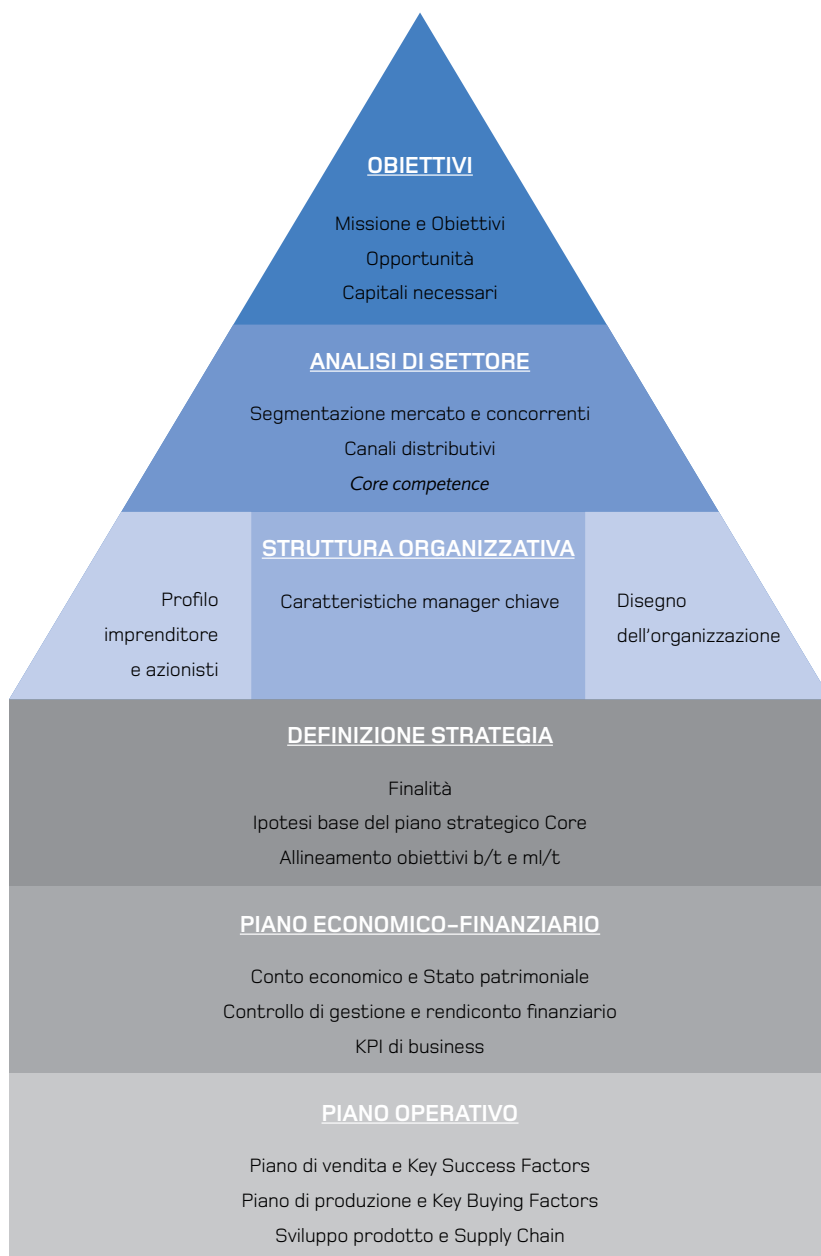 OBIETTIVI
Missione e Obiettivi
Opportunità
Capitali necessari
ANALISI DI SETTORE
Segmentazione mercato e concorrenti
Canali distributivi
Core competence
STRUTTURA ORGANIZZATIVA
Profilo
imprenditore
e azionisti
Caratteristiche manager chiave
Disegno
dell'organizzazione
DEFINIZIONE STRATEGIA
Finalità
Ipotesi base del piano strategico Core
Allineamento obiettivi b/t e ml/t
PIANO ECONOMICO-FINANZIARIO
Conto economico e Stato patrimoniale
Controllo di gestione e rendiconto finanziario
KPI di business
PIANO OPERATIVO
Piano di vendita e Key Success Factors
Piano di produzione e Key Buying Factors
Sviluppo prodotto e Supply Chain